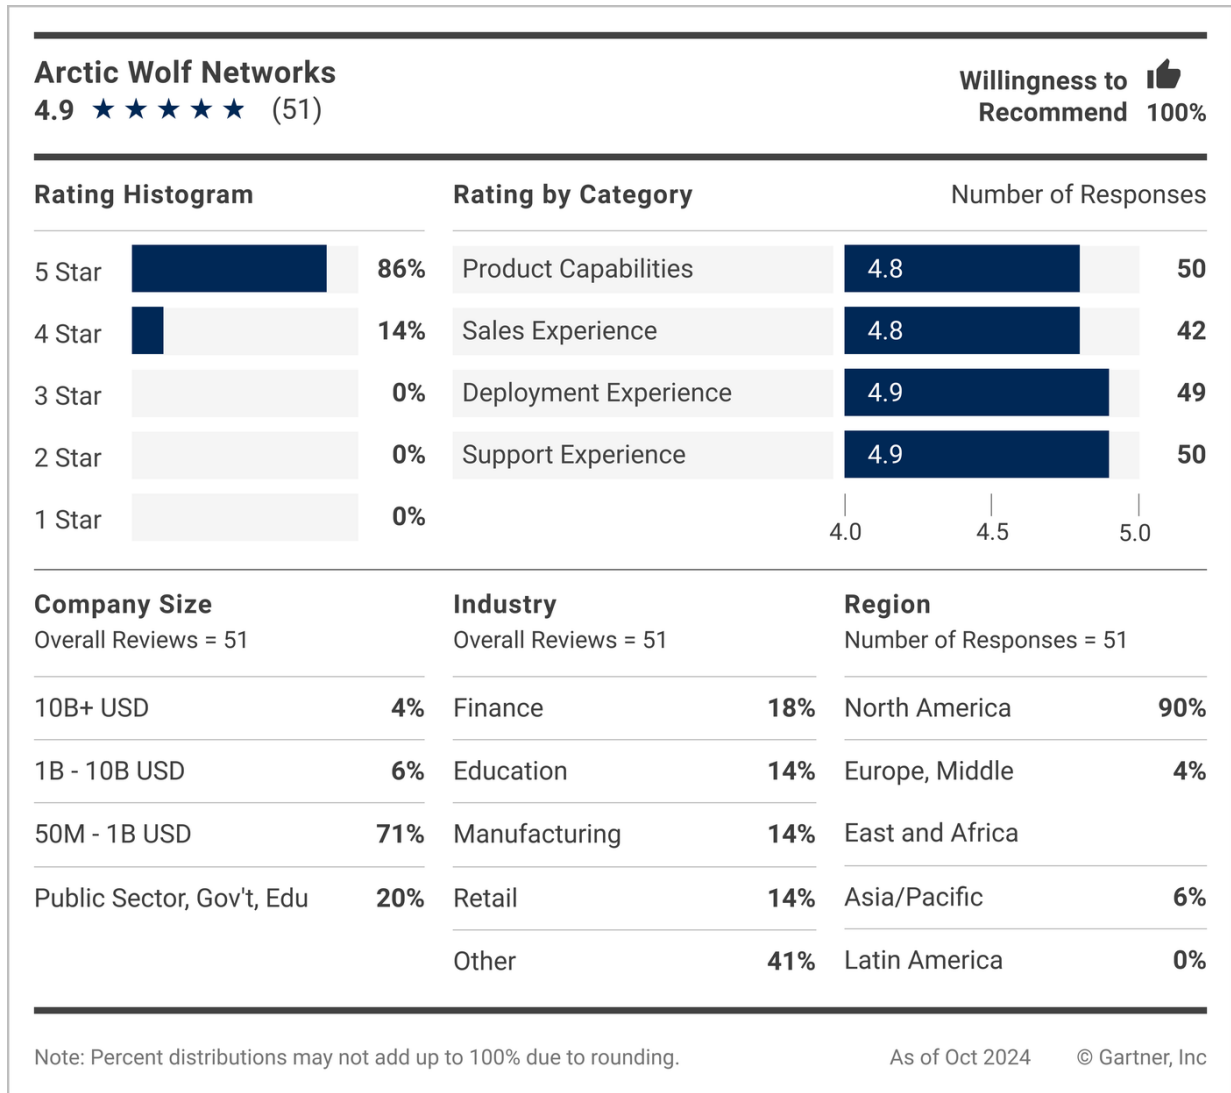 Arctic Wolf Networks
4.9 ★ ★ ★ ★ ★ (51)
Willingness to
Recommend 100%
Rating Histogram
5 Star 86%
4 Star 14%
3 Star 0%
2 Star 0%
1 Star 0%
Rating by Category Number of Responses
Product Capabilities 4.8 50
Sales Experience 4.8 42
Deployment Experience 4.9 49
Support Experience 4.9 50
4.0 4.5 5.0
Company Size
Overall Reviews = 51
10B+ USD 4%
1B - 10B USD 6%
50M - 1B USD 71%
Public Sector, Gov't, Edu 20%
Industry
Overall Reviews = 51
Finance 18%
Education 14%
Manufacturing 14%
Retail 14%
Other 41%
Region
Number of Responses = 51
North America 90%
Europe, Middle 4%
East and Africa
Asia/Pacific 6%
Latin America 0%
Note: Percent distributions may not add up to 100% due to rounding.
As of Oct 2024 © Gartner, Inc